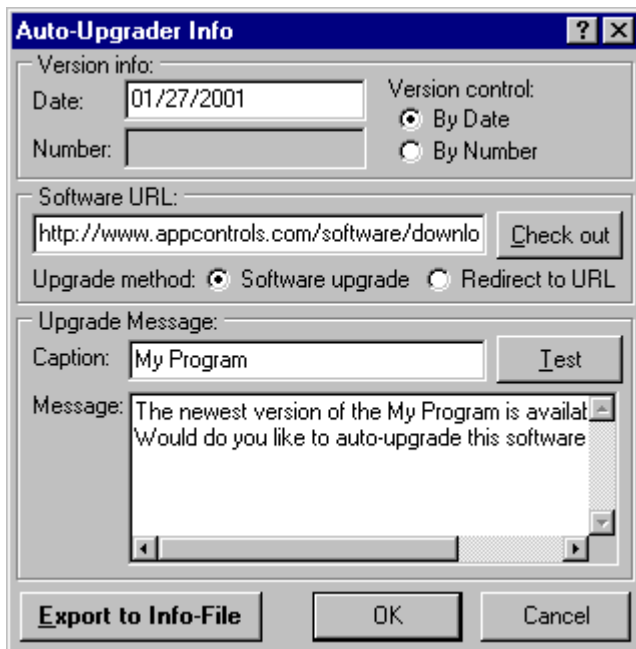 Auto-Upgrader Info
Version info:
Date: 01/27/2001
Version control:
By Date
Number:
By Number
Software URL:
http://www.appcontrols.com/software/downlo Check out
Upgrade method: Software upgrade Redirect to URL
Upgrade Message:
Caption: My Program Test
Message: The newest version of the My Program is availab
Would do you like to auto-upgrade this software
Export to Info-File OK Cancel